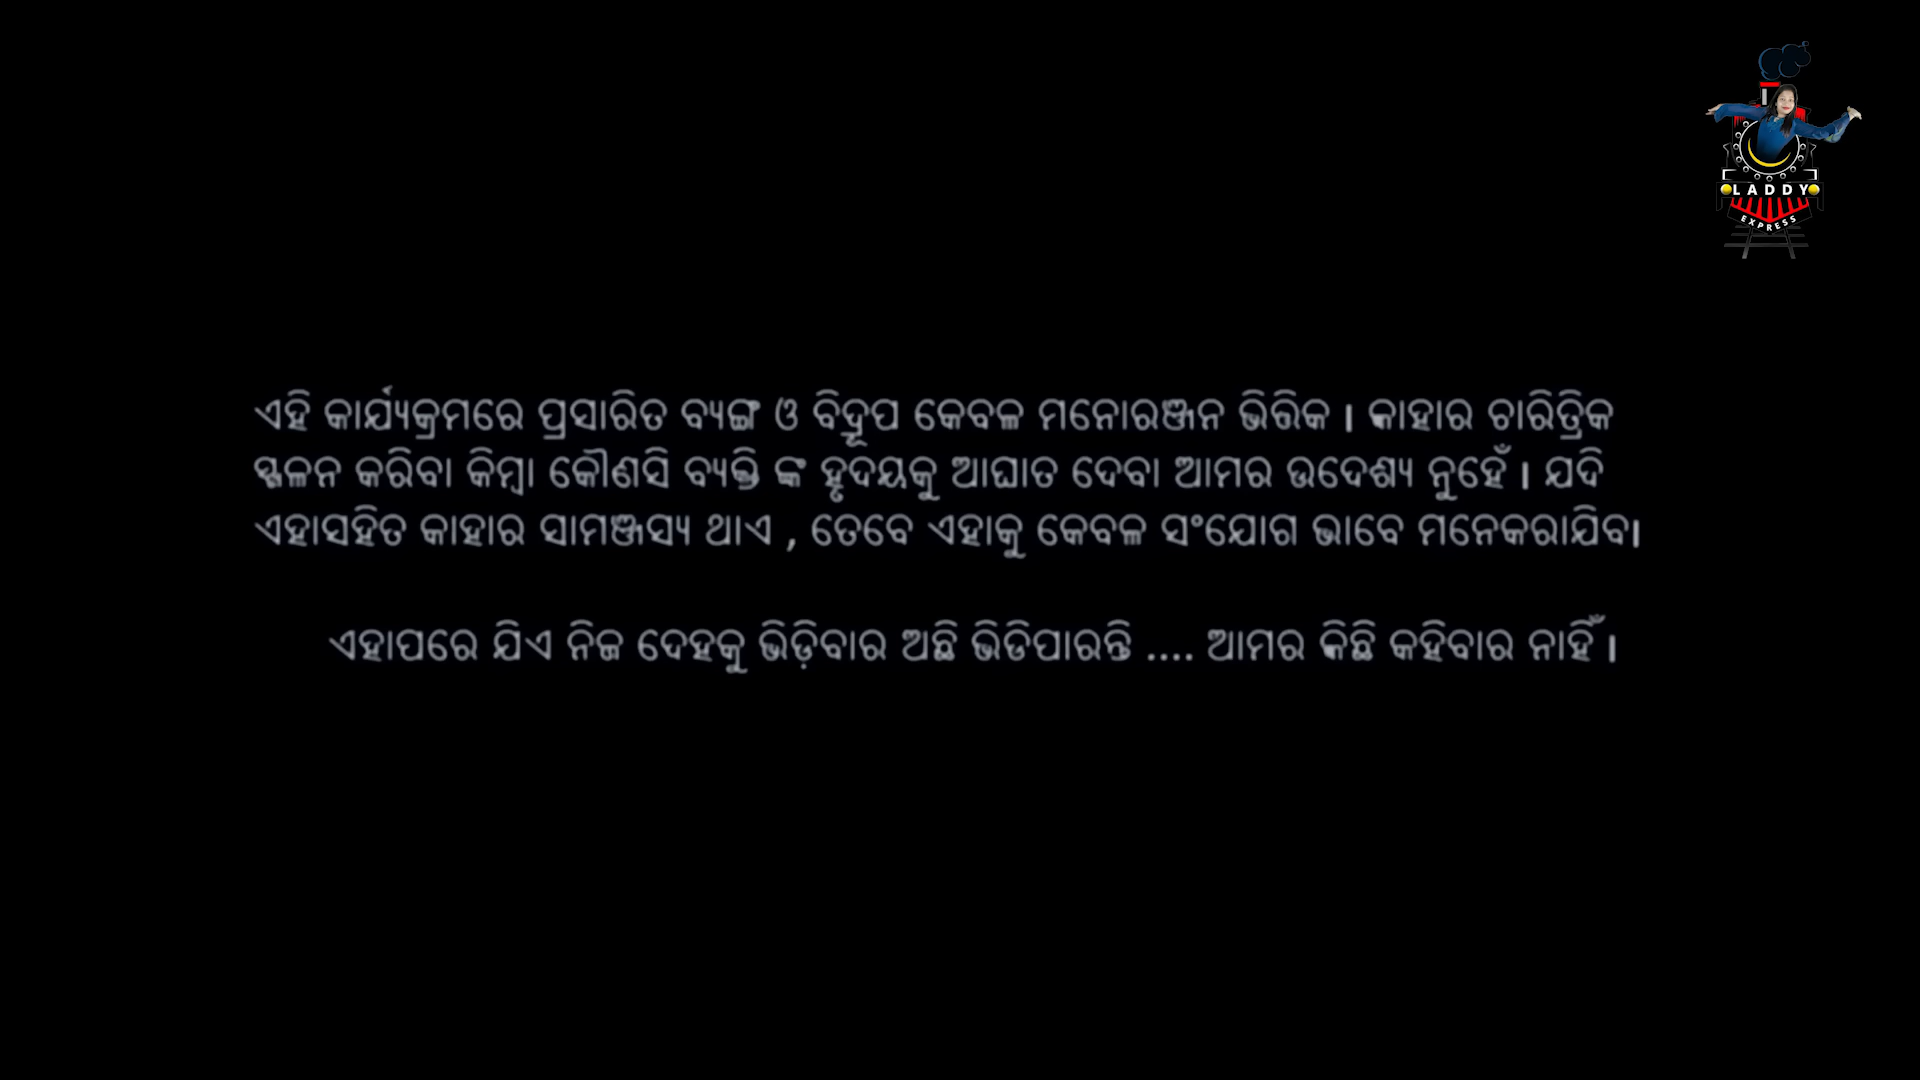 LADDY
EXPRESS
ଏହି କାର୍ଯ୍ୟକ୍ରମରେ ପ୍ରସାରିତ ବ୍ୟଙ୍ଗ ଓ ବିଦ୍ରୂପ କେବଳ ମନୋରଞ୍ଜନ ଭିତ୍ତିକ । କାହାର ଚାରିତ୍ରିକ
ସ୍ଖଳନ କରିବା କିମ୍ବା କୌଣସି ବ୍ୟକ୍ତି ଙ୍କ ହୃଦୟକୁ ଆଘାତ ଦେବା ଆମର ଉଦେଶ୍ୟ ନୁହେଁ । ଯଦି
ଏହାସହିତ କାହାର ସାମଞ୍ଜସ୍ୟ ଥାଏ , ତେବେ ଏହାକୁ କେବଳ ସଂଯୋଗ ଭାବେ ମନେକରାଯିବ।
ଏହାପରେ ଯିଏ ନିଜ ଦେହକୁ ଭିଡ଼ିବାର ଅଛି ଭିଡିପାରନ୍ତି .... ଆମର କିଛି କହିବାର ନାହିଁ ।